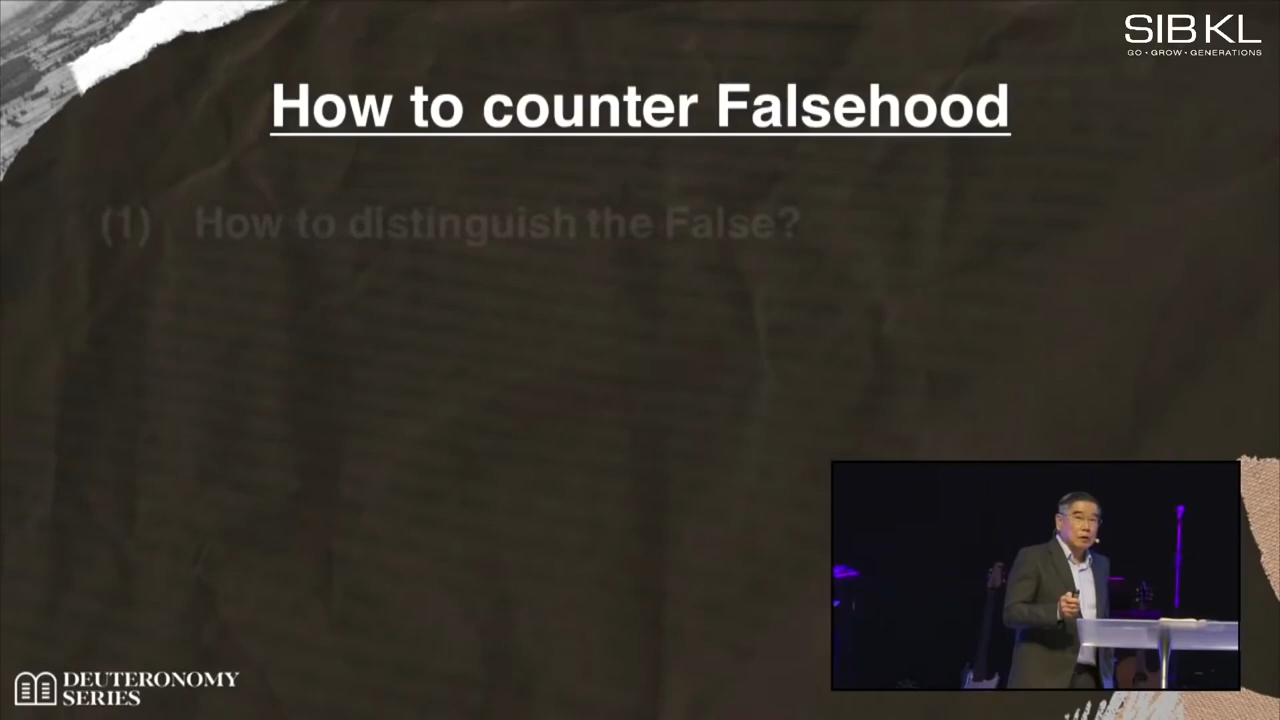 SIBKL
GO • GROW • GENERATIONS
How to counter Falsehood
(1) How to distinguish the False?
DEUTERONOMY
SERIES